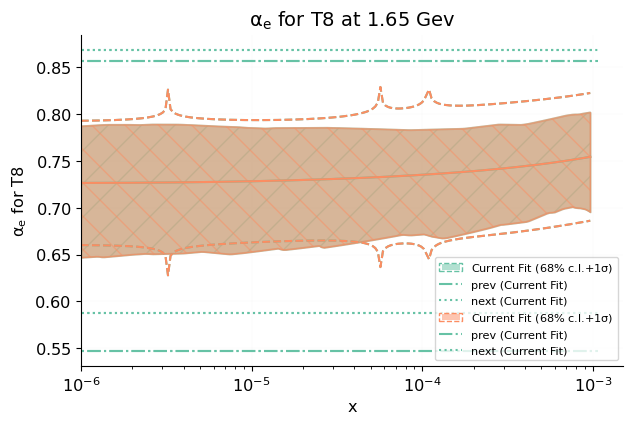 αe for T8 at 1.65 Gev
αe for T8
0.85
0.80
0.75
0.70
0.65
0.60
0.55
Current Fit (68% c.l.+1σ)
prev (Current Fit)
next (Current Fit)
Current Fit (68% c.l.+1σ)
prev (Current Fit)
next (Current Fit)
10⁻⁶ 10⁻⁵ 10⁻⁴ 10⁻³
x